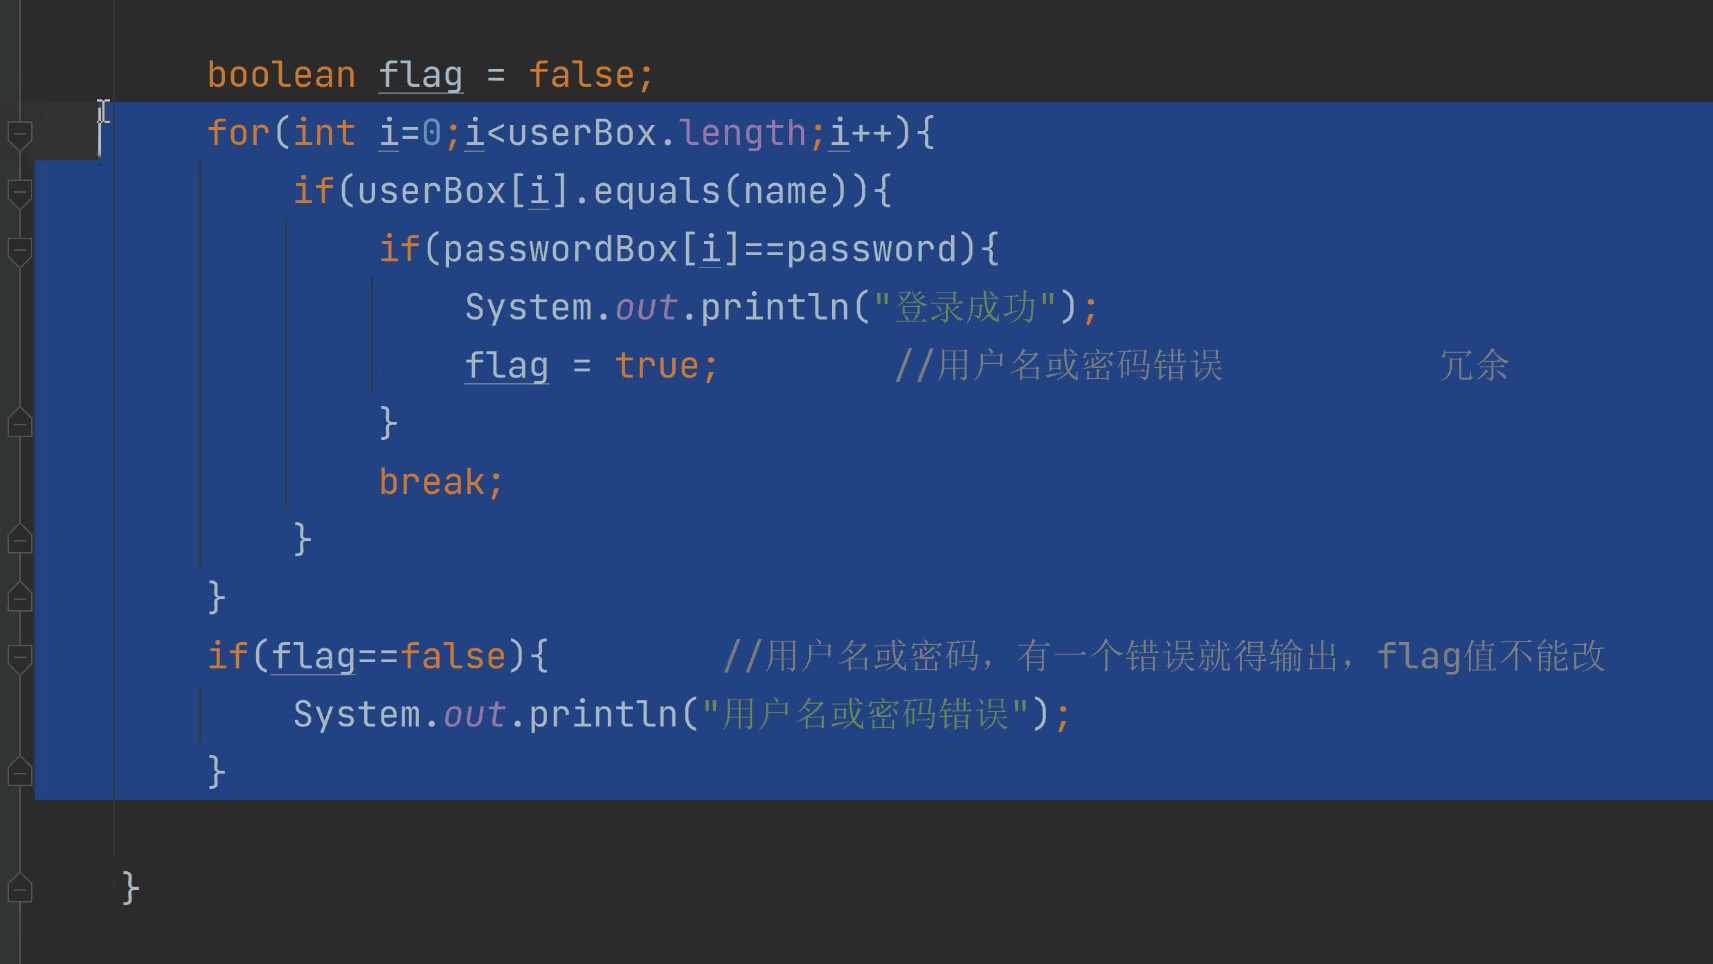 boolean flag = false;
for(int i=0;i<userBox.length;i++){
if(userBox[i].equals(name)){
if(passwordBox[i]==password){
System.out.println("登录成功");
flag = true; //用户名或密码错误 冗余
}
break;
}
}
if(flag==false){ //用户名或密码，有一个错误就得输出，flag值不能改
System.out.println("用户名或密码错误");
}
}